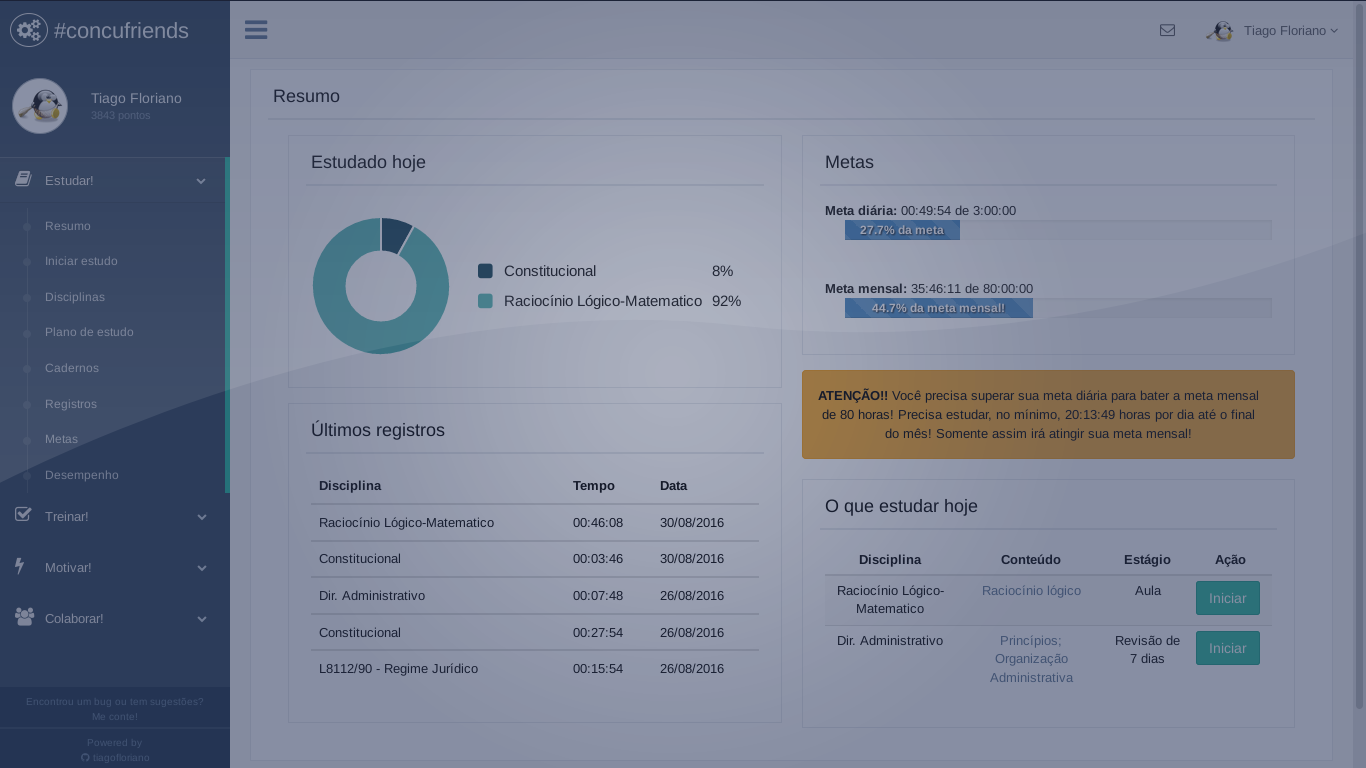 #concufriends
Tiago Floriano
Tiago Floriano
3843 pontos
Estudar!
Resumo
Iniciar estudo
Disciplinas
Plano de estudo
Cadernos
Registros
Metas
Desempenho
Treinar!
Motivar!
Colaborar!
Encontrou um bug ou tem sugestões?
Me conte!
Powered by
tiagofloriano
Resumo
Estudado hoje
Constitucional 8%
Raciocínio Lógico-Matematico 92%
Últimos registros
Disciplina Tempo Data
Raciocínio Lógico-Matematico 00:46:08 30/08/2016
Constitucional 00:03:46 30/08/2016
Dir. Administrativo 00:07:48 26/08/2016
Constitucional 00:27:54 26/08/2016
L8112/90 - Regime Jurídico 00:15:54 26/08/2016
Metas
Meta diária: 00:49:54 de 3:00:00
27.7% da meta
Meta mensal: 35:46:11 de 80:00:00
44.7% da meta mensal!
ATENÇÃO!! Você precisa superar sua meta diária para bater a meta mensal
de 80 horas! Precisa estudar, no mínimo, 20:13:49 horas por dia até o final
do mês! Somente assim irá atingir sua meta mensal!
O que estudar hoje
Disciplina Conteúdo Estágio Ação
Raciocínio Lógico- Raciocínio lógico Aula Iniciar
Matematico
Dir. Administrativo Princípios; Revisão de Iniciar
Organização 7 dias
Administrativa